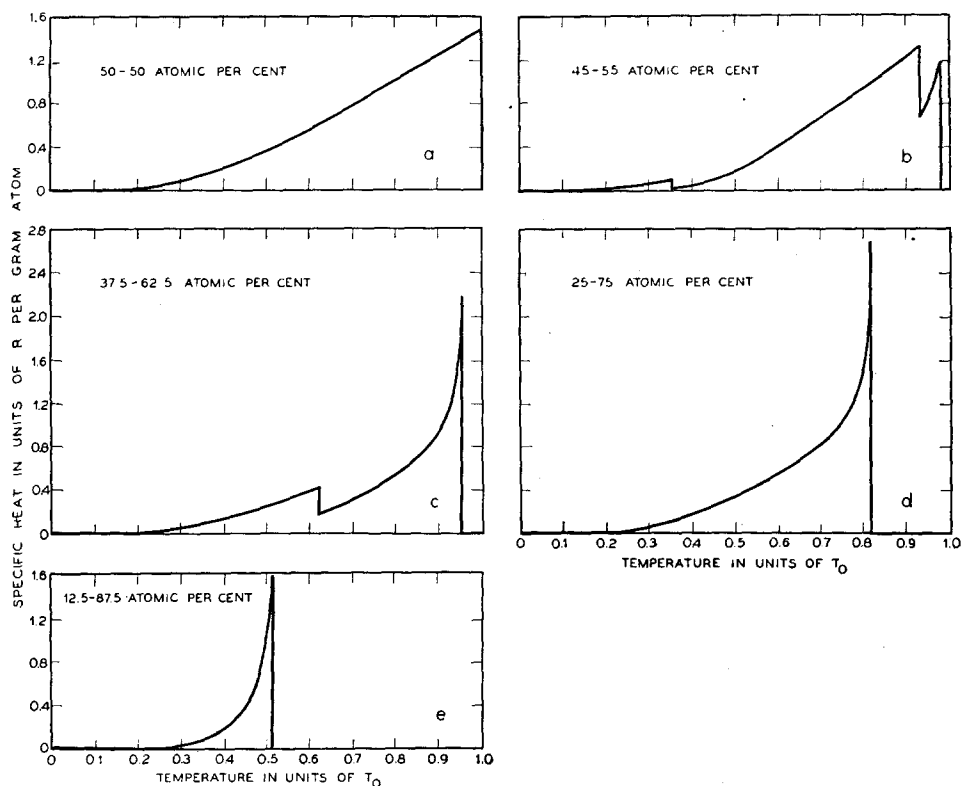 SPECIFIC HEAT IN UNITS OF R PER GRAM ATOM
1.6
1.2
0.8
0.4
0
50-50 ATOMIC PER CENT
a
45-55 ATOMIC PER CENT
b
2.8
2.4
2.0
1.6
1.2
0.8
0.4
0
37.5-62.5 ATOMIC PER CENT
c
25-75 ATOMIC PER CENT
d
0 0.1 0.2 0.3 0.4 0.5 0.6 0.7 0.8 0.9 1.0
TEMPERATURE IN UNITS OF T0
1.6
1.2
0.8
0.4
0
12.5-87.5 ATOMIC PER CENT
e
0 0.1 0.2 0.3 0.4 0.5 0.6 0.7 0.8 0.9 1.0
TEMPERATURE IN UNITS OF T0